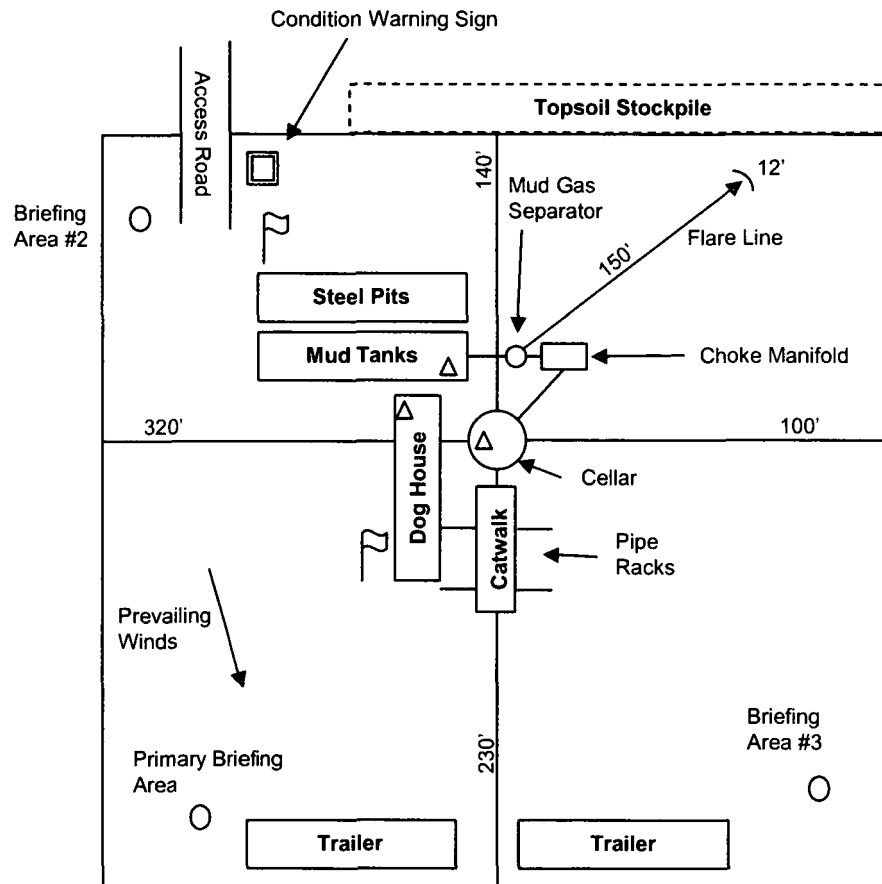 Condition Warning Sign
Access Road
Topsoil Stockpile
140'
12'
Mud Gas
Separator
Briefing
Area #2
Flare Line
150'
Steel Pits
Mud Tanks
Choke Manifold
320'
100'
Dog House
Cellar
Catwalk
Pipe
Racks
Prevailing
Winds
Briefing
Area #3
230'
Primary Briefing
Area
Trailer
Trailer